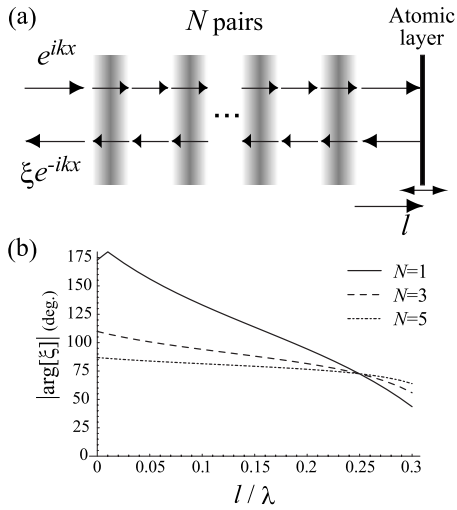 (a)
N pairs
Atomic
layer
e^{ikx}
...
ξe^{-ikx}
l
(b)
|arg[ξ]| (deg.)
175
150
125
100
75
50
25
0
0
0.05
0.1
0.15
0.2
0.25
0.3
l / λ
N=1
N=3
N=5